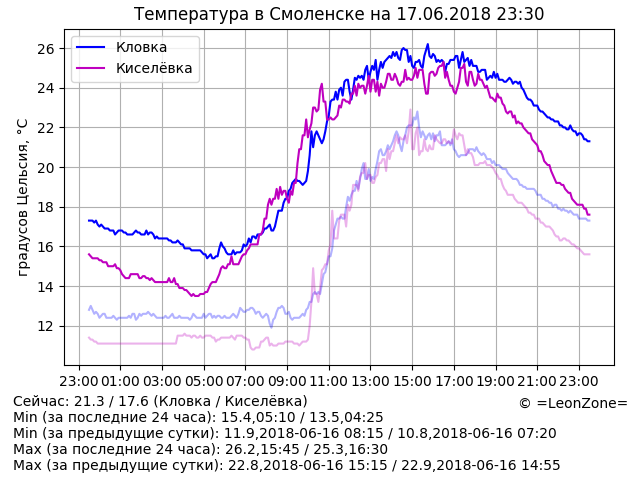 Температура в Смоленске на 17.06.2018 23:30
Кловка
Киселёвка
градусов Цельсия, °C
26
24
22
20
18
16
14
12
23:00 01:00 03:00 05:00 07:00 09:00 11:00 13:00 15:00 17:00 19:00 21:00 23:00
Сейчас: 21.3 / 17.6 (Кловка / Киселёвка)
© =LeonZone=
Min (за последние 24 часа): 15.4,05:10 / 13.5,04:25
Min (за предыдущие сутки): 11.9,2018-06-16 08:15 / 10.8,2018-06-16 07:20
Max (за последние 24 часа): 26.2,15:45 / 25.3,16:30
Max (за предыдущие сутки): 22.8,2018-06-16 15:15 / 22.9,2018-06-16 14:55